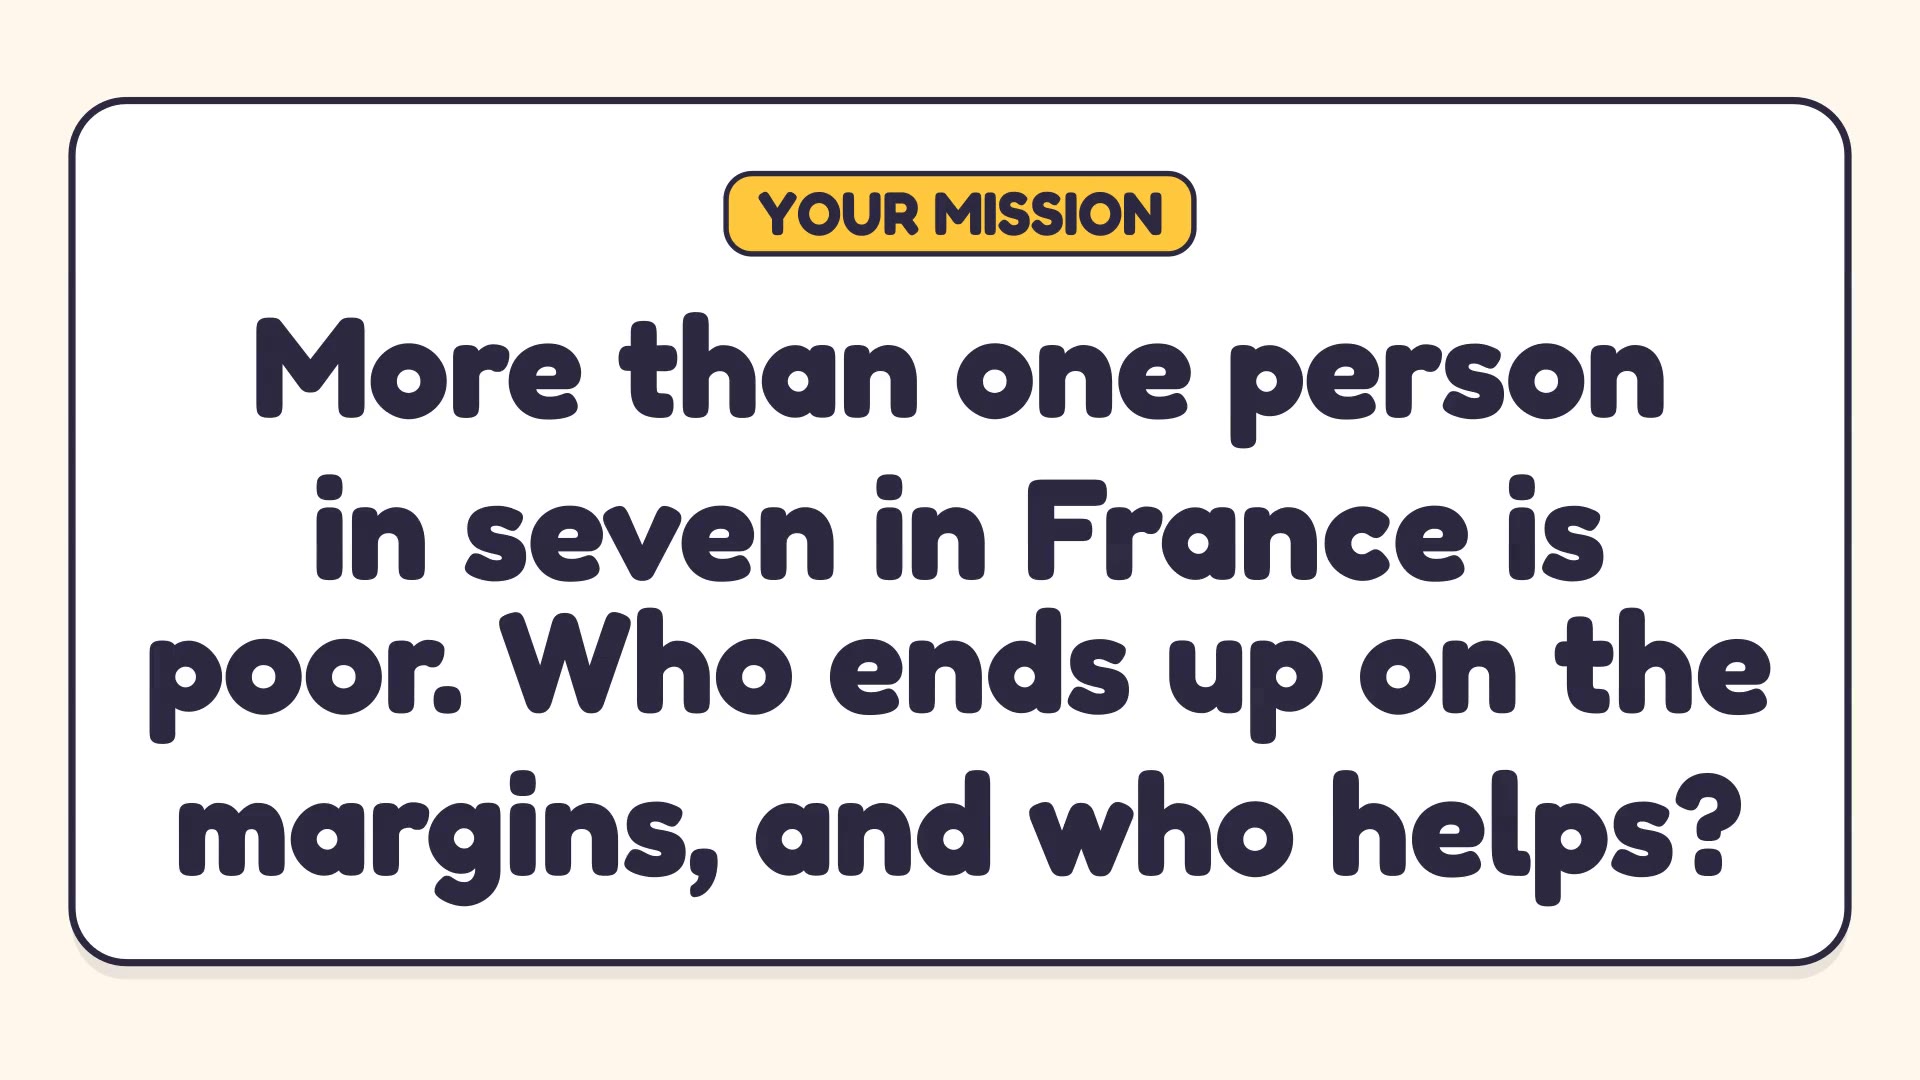 YOUR MISSION
More than one person
in seven in France is
poor. Who ends up on the
margins, and who helps?